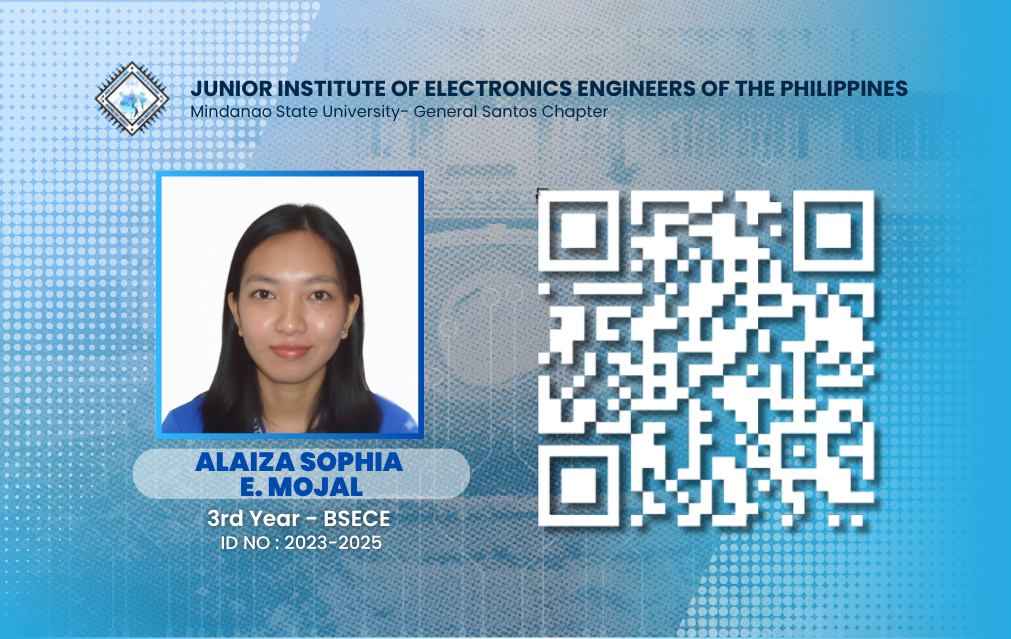 JUNIOR INSTITUTE OF ELECTRONICS ENGINEERS OF THE PHILIPPINES
Mindanao State University- General Santos Chapter
ALAIZA SOPHIA
E. MOJAL
3rd Year - BSECE
ID NO : 2023-2025